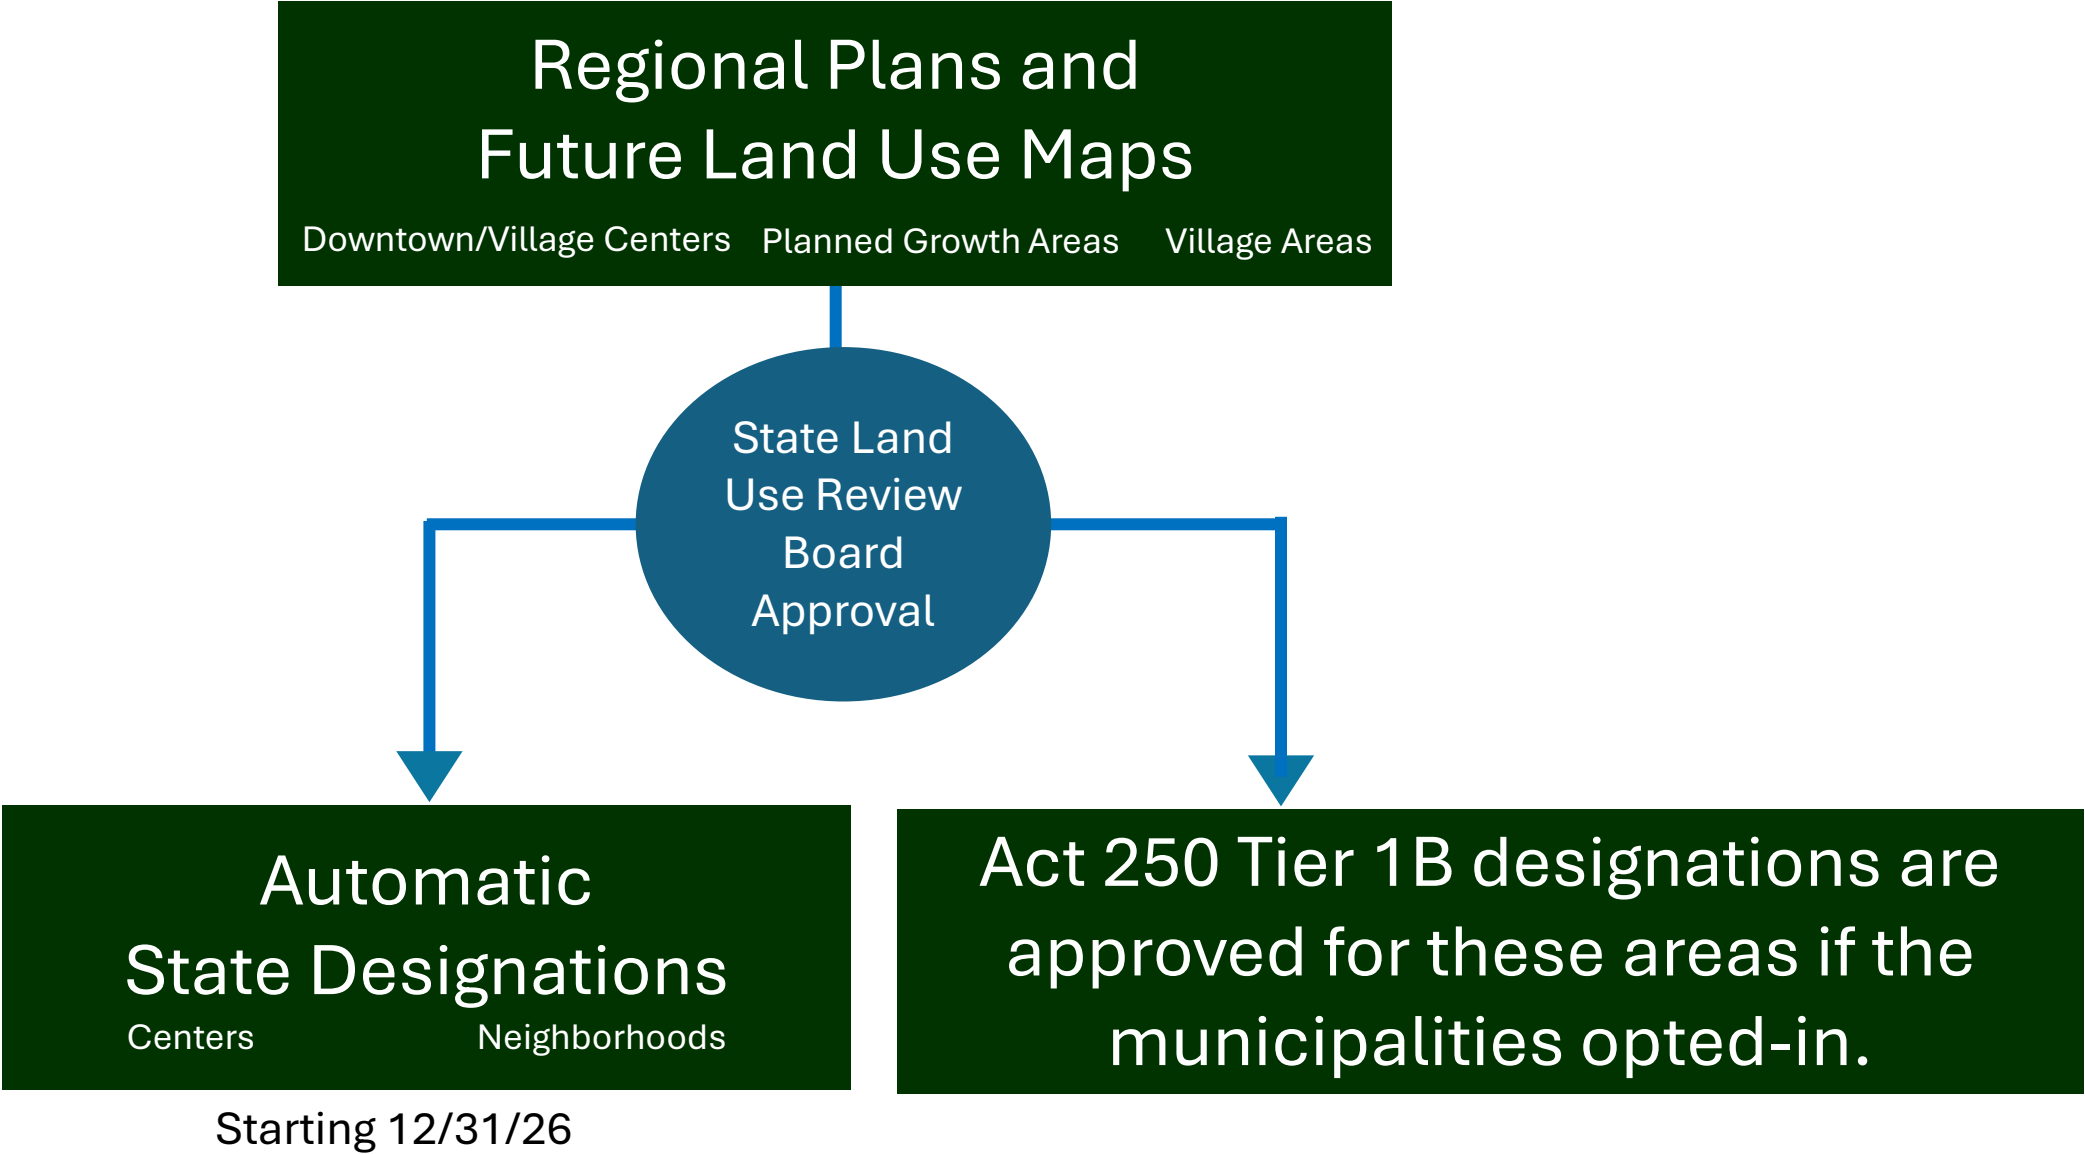 Regional Plans and
Future Land Use Maps
Downtown/Village Centers Planned Growth Areas Village Areas
State Land
Use Review
Board
Approval
Automatic
State Designations
Centers Neighborhoods
Starting 12/31/26
Act 250 Tier 1B designations are
approved for these areas if the
municipalities opted-in.